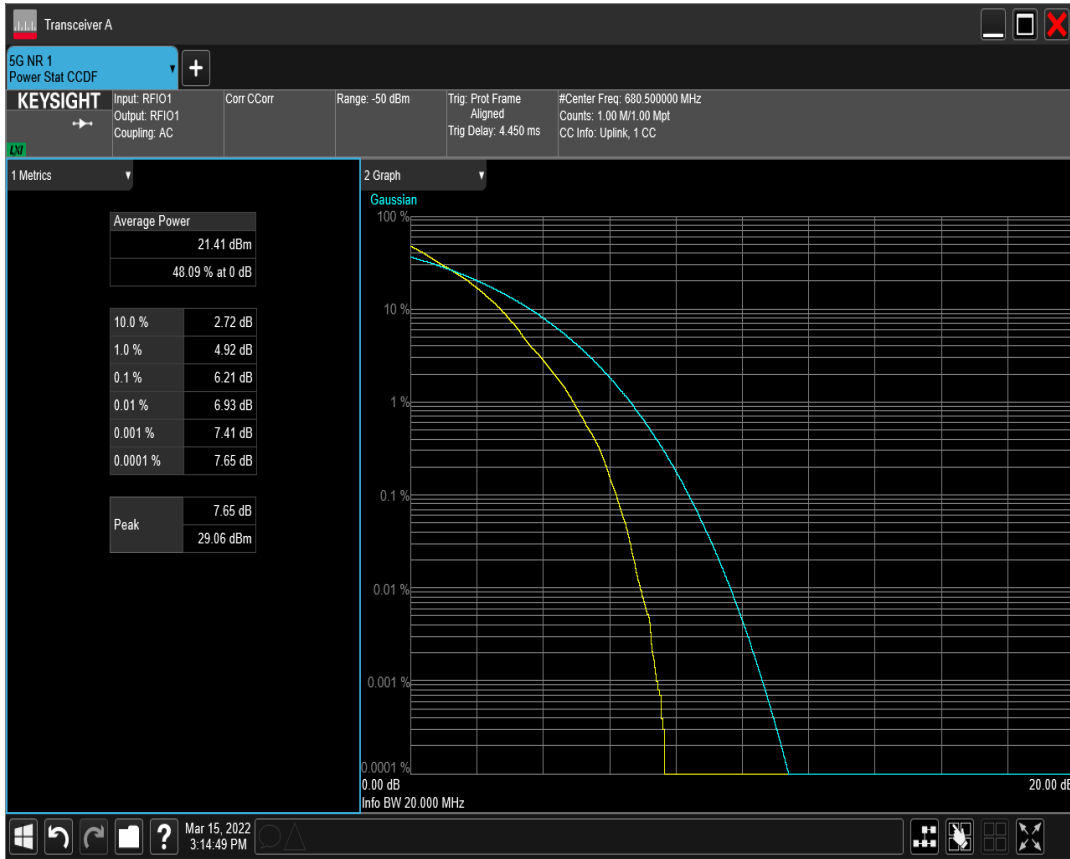 Transceiver A
5G NR 1
Power Stat CCDF
+
KEYSIGHT
LXI
Input: RFIO1
Output: RFIO1
Coupling: AC
Corr CCorr
Range: -50 dBm
Trig: Prot Frame
Aligned
Trig Delay: 4.450 ms
#Center Freq: 680.500000 MHz
Counts: 1.00 M/1.00 Mpt
CC Info: Uplink, 1 CC
1 Metrics
Average Power
21.41 dBm
48.09 % at 0 dB
10.0 % 2.72 dB
1.0 % 4.92 dB
0.1 % 6.21 dB
0.01 % 6.93 dB
0.001 % 7.41 dB
0.0001 % 7.65 dB
Peak
7.65 dB
29.06 dBm
2 Graph
Gaussian
100 %
10 %
1 %
0.1 %
0.01 %
0.001 %
0.0001 %
0.00 dB 20.00 dB
Info BW 20.000 MHz
?
Mar 15, 2022
3:14:49 PM